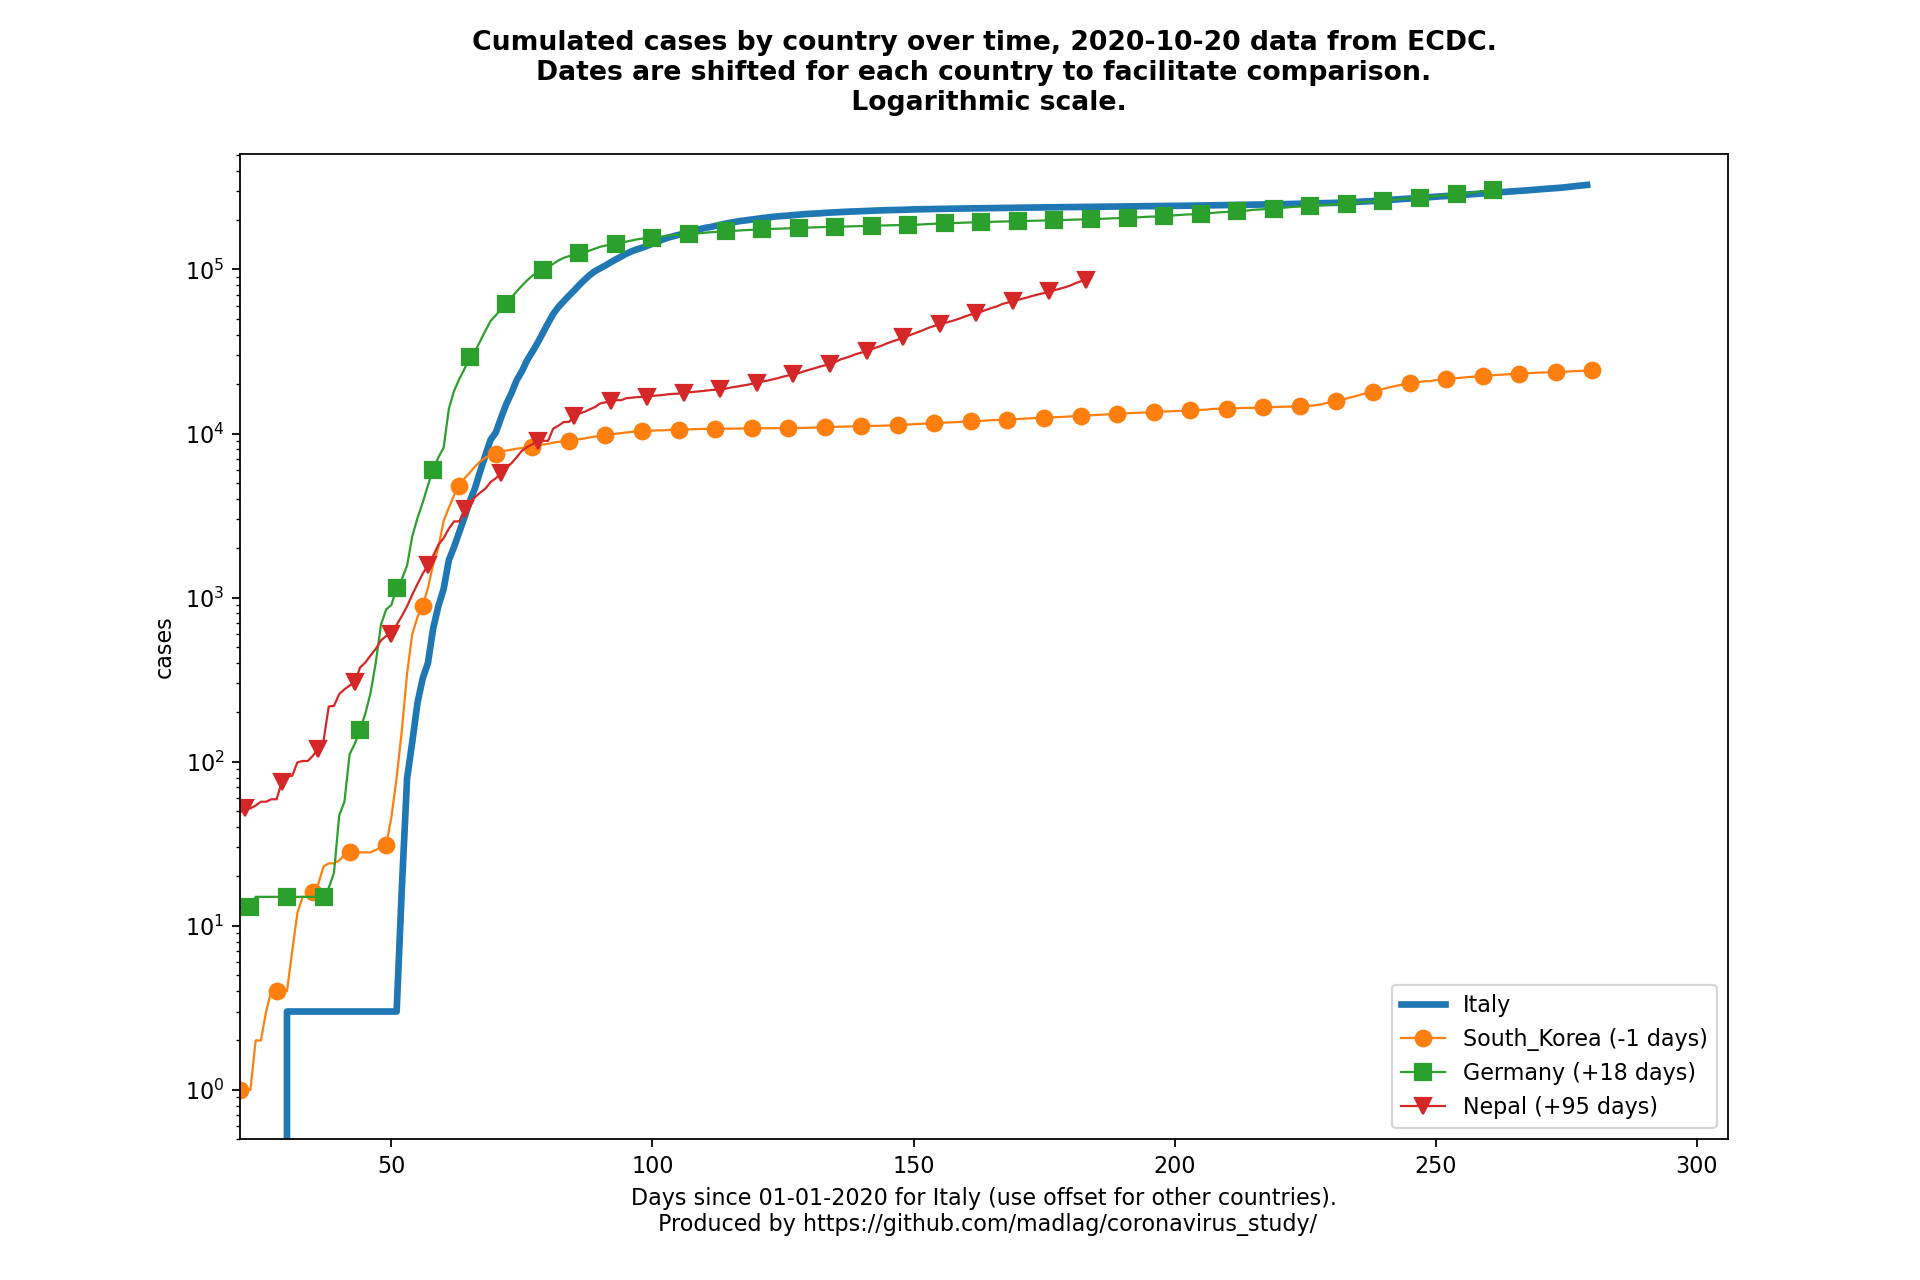 Cumulated cases by country over time, 2020-10-20 data from ECDC.
Dates are shifted for each country to facilitate comparison.
Logarithmic scale.
cases
10^5
10^4
10^3
10^2
10^1
10^0
50
100
150
200
250
300
Italy
South_Korea (-1 days)
Germany (+18 days)
Nepal (+95 days)
Days since 01-01-2020 for Italy (use offset for other countries).
Produced by https://github.com/madlag/coronavirus_study/